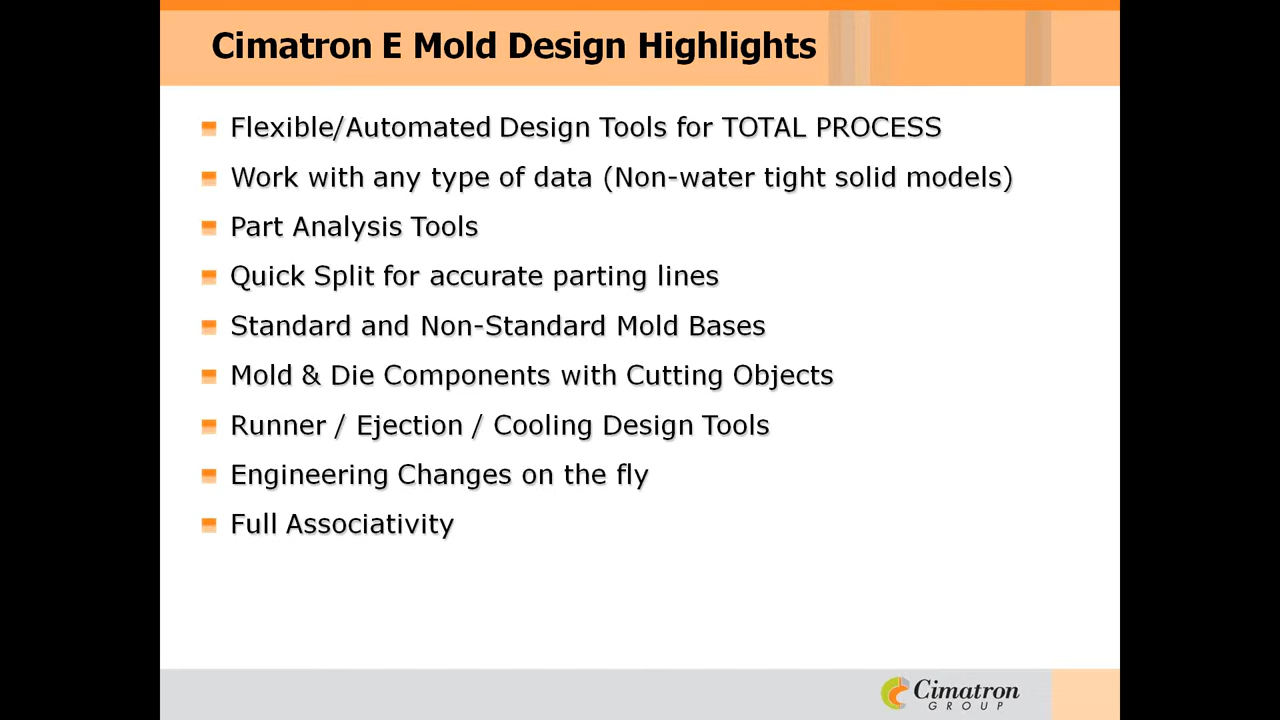 Cimatron E Mold Design Highlights
Flexible/Automated Design Tools for TOTAL PROCESS
Work with any type of data (Non-water tight solid models)
Part Analysis Tools
Quick Split for accurate parting lines
Standard and Non-Standard Mold Bases
Mold & Die Components with Cutting Objects
Runner / Ejection / Cooling Design Tools
Engineering Changes on the fly
Full Associativity
Cimatron
GROUP